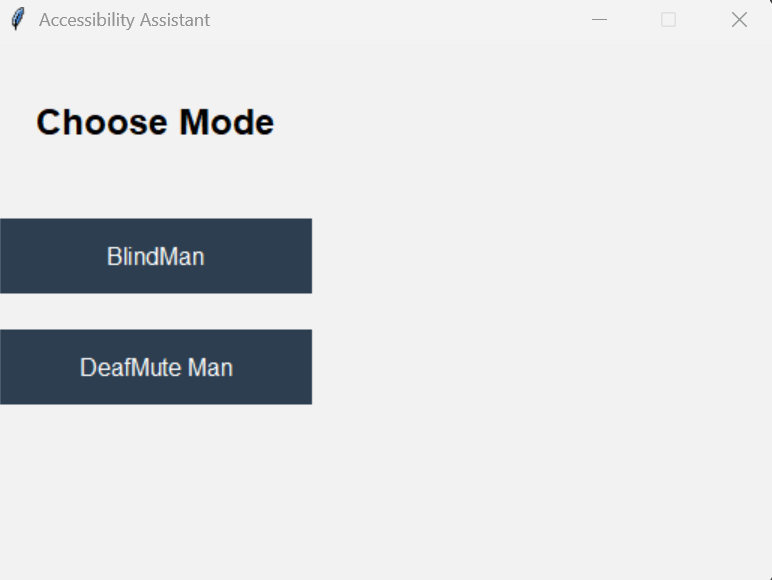 Accessibility Assistant
Choose Mode
BlindMan
DeafMute Man